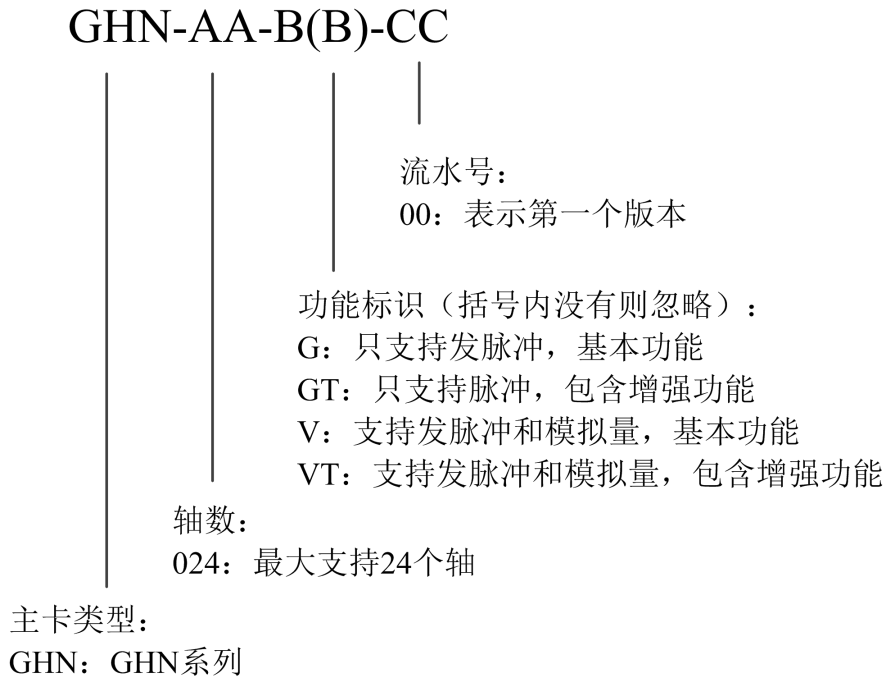 GHN-AA-B(B)-CC
流水号：
00：表示第一个版本
功能标识（括号内没有则忽略）：
G：只支持发脉冲，基本功能
GT：只支持脉冲，包含增强功能
V：支持发脉冲和模拟量，基本功能
VT：支持发脉冲和模拟量，包含增强功能
轴数：
024：最大支持24个轴
主卡类型：
GHN：GHN系列